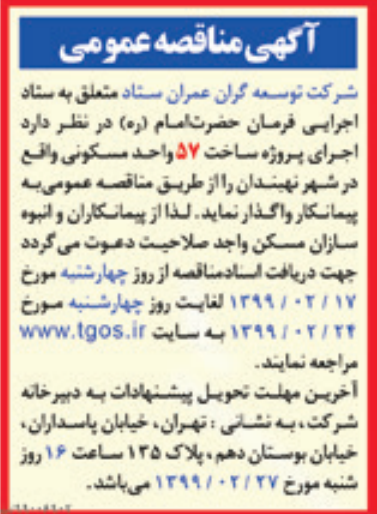 آگهی مناقصه عمومی
شرکت توسعه گران عمران ستاد متعلق به ستاد
اجرایی فرمان حضرت‌امام (ره) در نظر دارد
اجرای پروژه ساخت ۵۷ واحد مسکونی واقع
در شهر نهبندان را از طریق مناقصه عمومی‌به
پیمانکار واگذار نماید. لذا از پیمانکاران و انبوه
سازان مسکن واجد صلاحیت دعوت می گردد
جهت دریافت اسنادمناقصه از روز چهارشنبه مورخ
۱۳۹۹/۰۲/۱۷ لغایت روز چهارشنبه مورخ
۱۳۹۹/۰۲/۲۴ به سایت www.tgos.ir
مراجعه نمایند.
آخرین مهلت تحویل پیشنهادات به دبیرخانه
شرکت، به نشانی : تهران، خیابان پاسداران،
خیابان بوستان دهم، پلاک ۱۳۵ ساعت ۱۶ روز
شنبه مورخ ۱۳۹۹/۰۲/۲۷ می‌باشد.